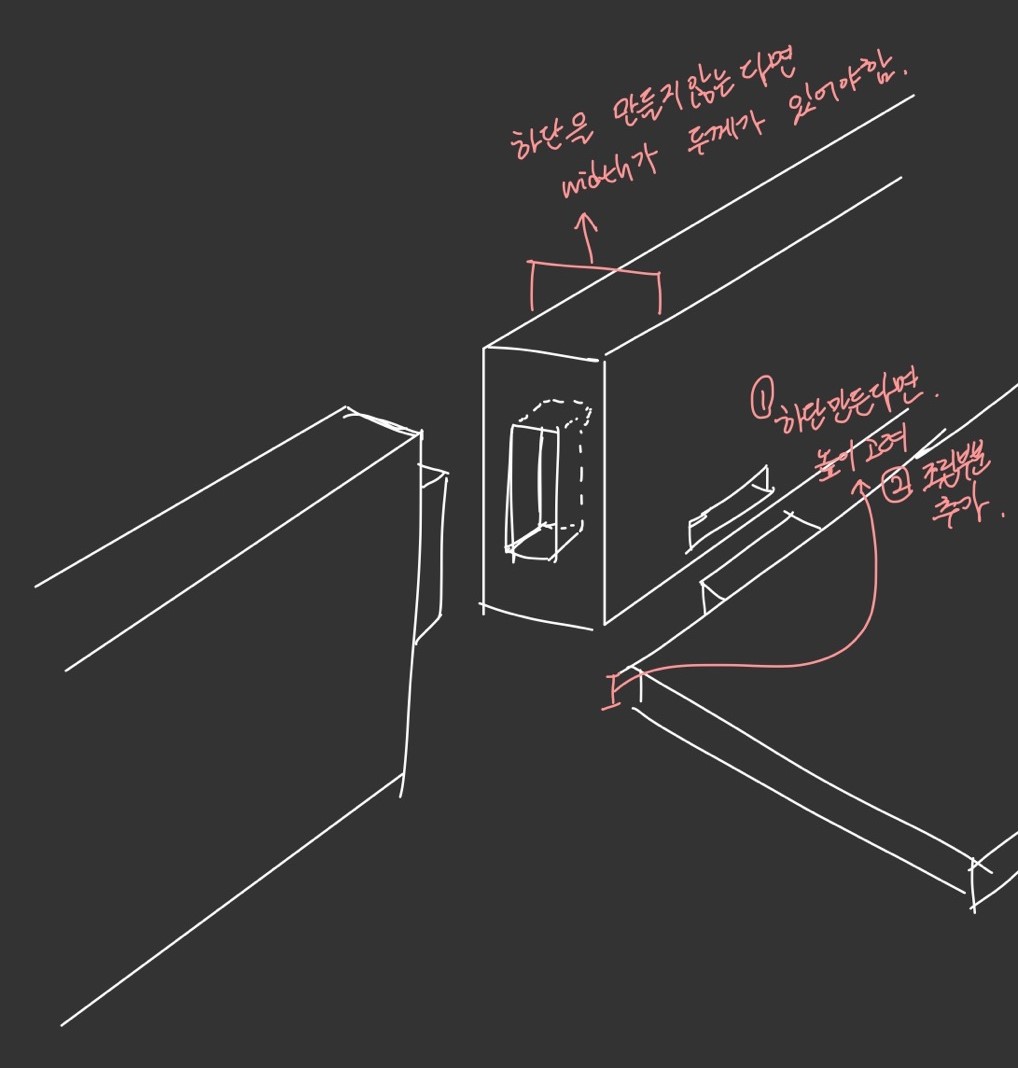 하단을 만들지않는다면
width가 두께가 있어야함.
① 하단만든다면.
높이 고려
② 조립부분
추가.